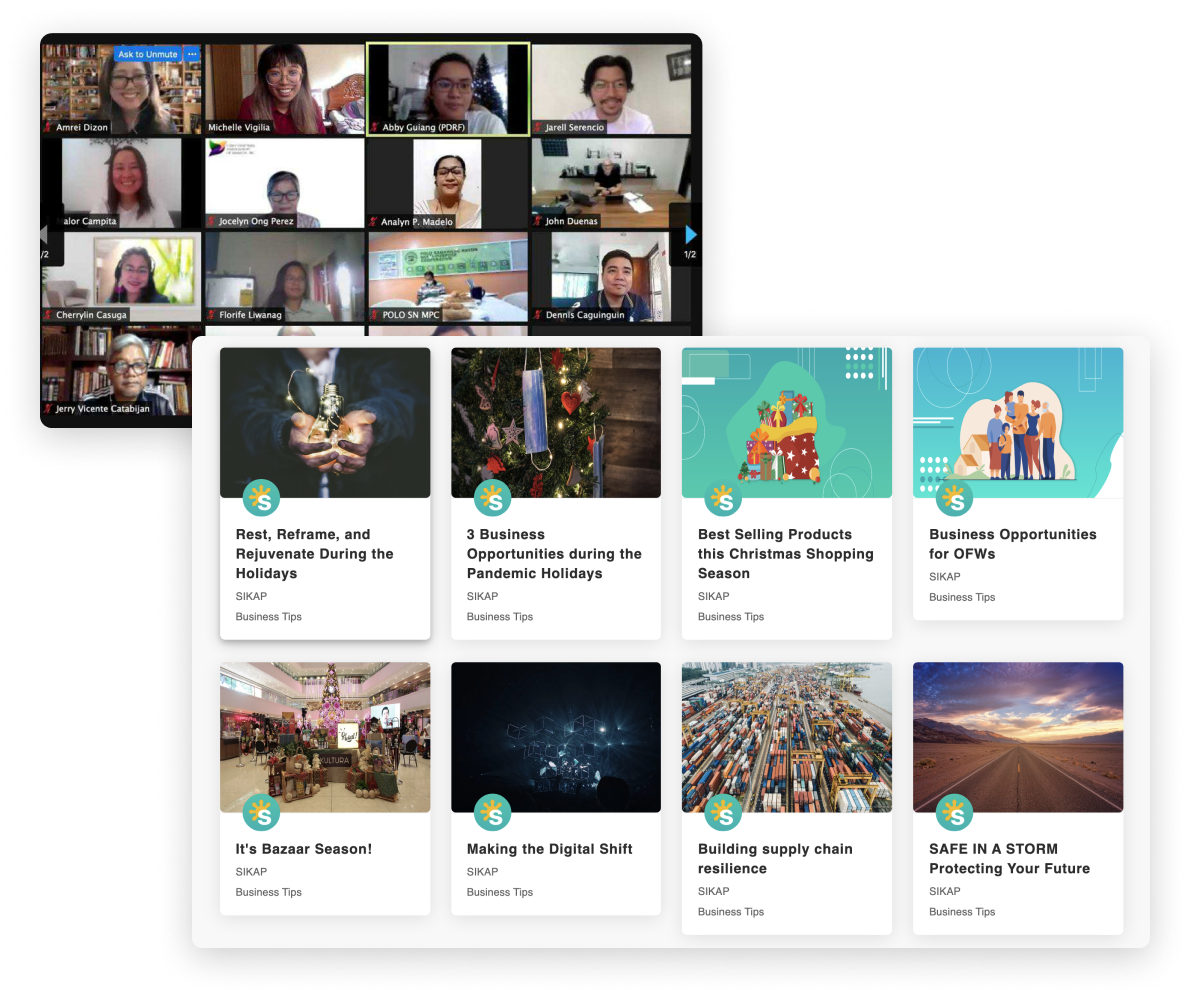 Ask to Unmute
Amrei Dizon
Michelle Vigilia
Abby Guiang (PDRF)
Jarell Serencio
alor Campita
Jocelyn Ong Perez
Analyn P. Madelo
John Duenas
/2
1/2
Cherrylin Casuga
Florife Liwanag
POLO SN MPC
Dennis Caguinguin
Jerry Vicente Catabijan
Rest, Reframe, and
Rejuvenate During the
Holidays
SIKAP
Business Tips
3 Business
Opportunities during the
Pandemic Holidays
SIKAP
Business Tips
Best Selling Products
this Christmas Shopping
Season
SIKAP
Business Tips
Business Opportunities
for OFWs
SIKAP
Business Tips
KULTURA
It's Bazaar Season!
SIKAP
Business Tips
Making the Digital Shift
SIKAP
Business Tips
Building supply chain
resilience
SIKAP
Business Tips
SAFE IN A STORM
Protecting Your Future
SIKAP
Business Tips